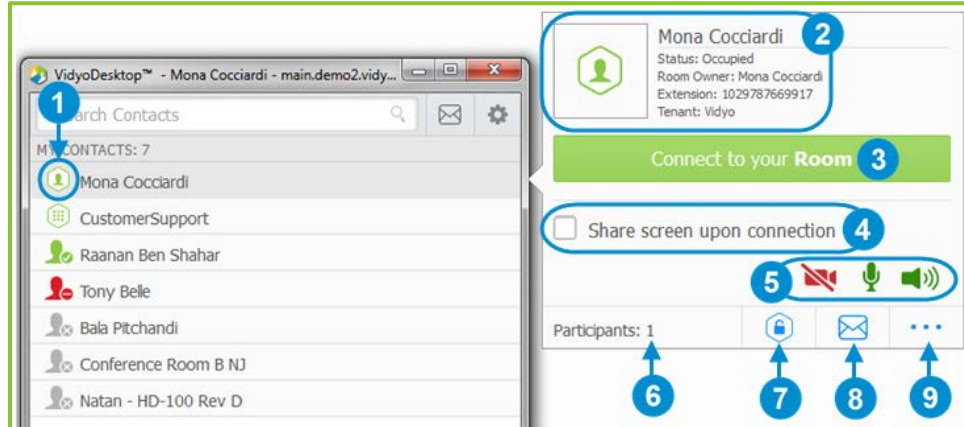 VidyoDesktop™ - Mona Cocciardi - main.demo2.vidy...
1
arch Contacts
MY CONTACTS: 7
Mona Cocciardi
CustomerSupport
Raanan Ben Shahar
Tony Belle
Bala Pitchandi
Conference Room B NJ
Natan - HD-100 Rev D
Mona Cocciardi
2
Status: Occupied
Room Owner: Mona Cocciardi
Extension: 1029787669917
Tenant: Vidyo
Connect to your Room
3
Share screen upon connection
4
5
Participants: 1
6
7
8
9